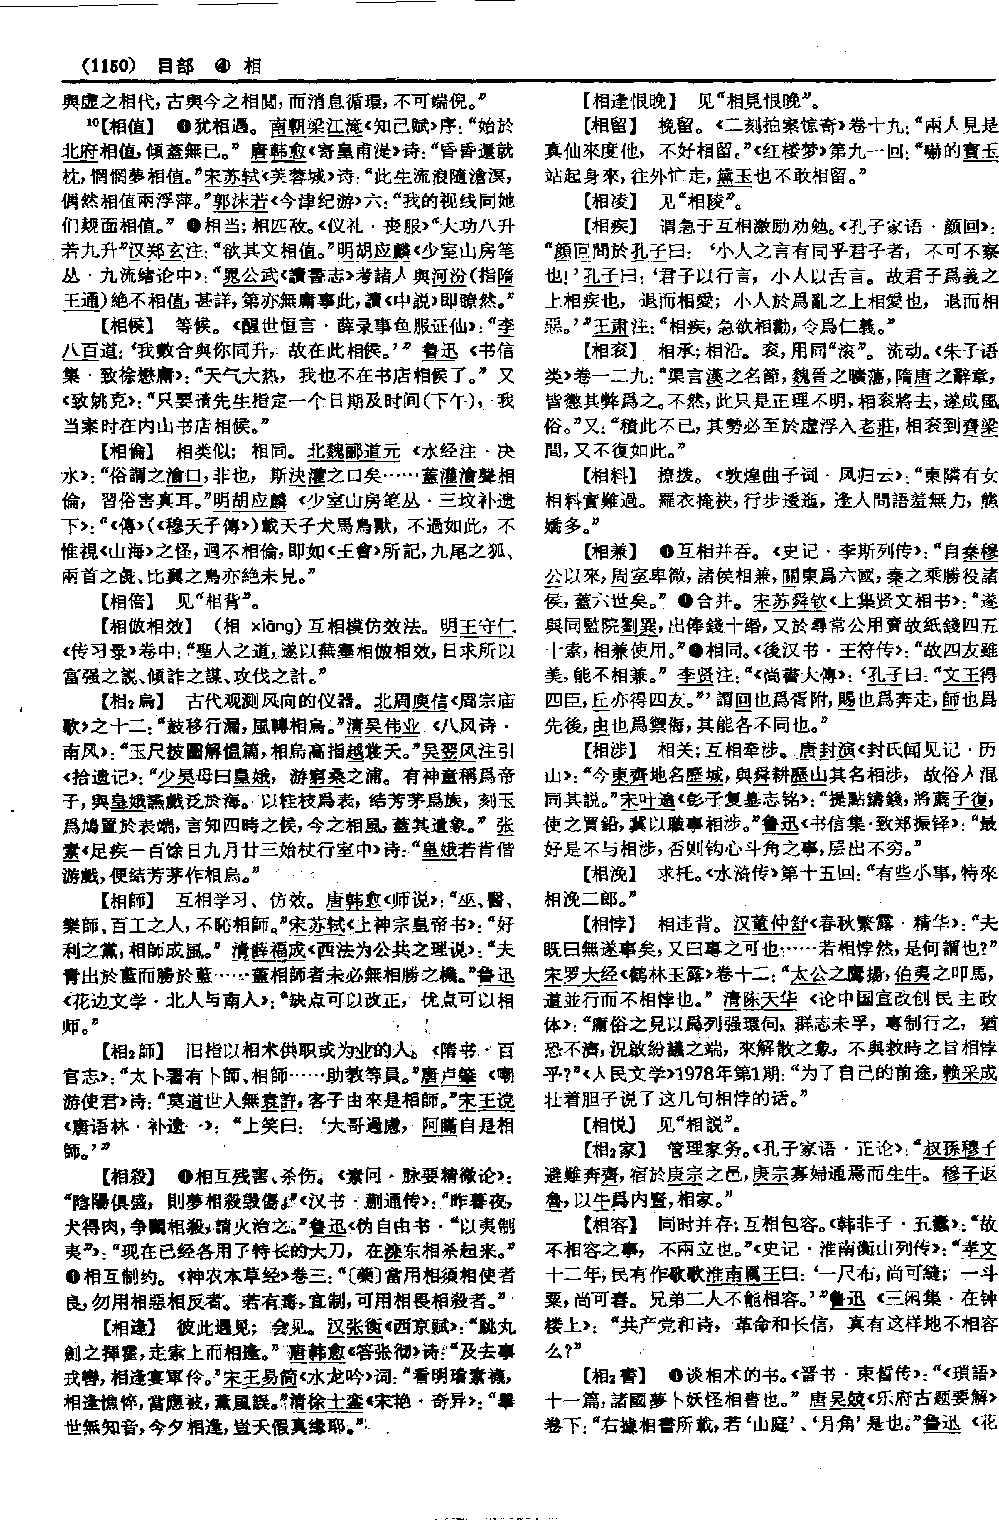 (1150) 目部 ④ 相
與虛之相代，古與今之相閱，而消息循環，不可端倪。”
¹⁰【相值】 ❶犹相遇。南朝梁江淹《知己赋》序：“始於
北府相值，傾蓋無已。”唐韩愈《寄皇甫湜》诗：“昏昏還就
枕，惘惘夢相值。”宋苏轼《芙蓉城》诗：“此生流浪隨滄溟，
偶然相值兩浮萍。”郭沫若《今津纪游》六：“我的视线同她
们觌面相值。”❷相当；相匹敌。《仪礼·丧服》“大功八升
若九升”汉郑玄注：“欲其文相值。”明胡应麟《少室山房笔
丛·九流绪论中》：“晁公武《讀書志》考諸人與河汾（指隋
王通）絶不相值，甚詳，第亦無庸事此，讀《中説》即瞭然。”
【相候】 等候。《醒世恒言·薛录事鱼服证仙》：“李
八百道：‘我數合與你同升，故在此相候。’”鲁迅《书信
集·致徐懋庸》：“天气大热，我也不在书店相候了。”又
《致姚克》：“只要请先生指定一个日期及时间（下午），我
当案时在内山书店相候。”
【相倫】 相类似；相同。北魏郦道元《水经注·决
水》：“俗謂之澮口，非也，斯決灌之口矣……蓋灌澮聲相
倫，習俗害真耳。”明胡应麟《少室山房笔丛·三坟补遗
下》：“《傳》（《穆天子傳》）載天子犬馬鳥獸，不過如此，不
惟視《山海》之怪，迥不相倫，即如《王會》所記，九尾之狐、
兩首之㲋、比翼之鳥亦絶未見。”
【相倍】 见“相背”。
【相倣相效】 （相 xiāng）互相模仿效法。明王守仁
《传习录》卷中：“聖人之道，遂以蕪塞相倣相效，日求所以
富强之説、傾詐之謀、攻伐之計。”
【相₂烏】 古代观测风向的仪器。北周庾信《周宗庙
歌》之十二：“鼓移行漏，風轉相烏。”清吴伟业《八风诗·
南风》：“玉尺披圖解慍篇，相烏高指越裳天。”吴翌凤注引
《拾遗记》：“少昊母曰皇娥，游窮桑之浦。有神童稱爲帝
子，與皇娥讌戲泛於海。以桂枝爲表，结芳茅爲旌，刻玉
爲鳩置於表端，言知四時之候，今之相風，蓋其遺象。”张
耒《足疾一百馀日九月廿三始杖行室中》诗：“皇娥若肯偕
游戲，便結芳茅作相烏。”
【相師】 互相学习、仿效。唐韩愈《师说》：“巫、醫、
樂師、百工之人，不恥相師。”宋苏轼《上神宗皇帝书》：“好
利之黨，相師成風。”清薛福成《西法为公共之理说》：“夫
青出於藍而勝於藍……蓋相師者未必無相勝之機。”鲁迅
《花边文学·北人与南人》：“缺点可以改正，优点可以相
师。”
【相₂師】 旧指以相术供职或为业的人。《隋书·百
官志》：“太卜署有卜師、相師……助教等員。”唐卢肇《嘲
游使君》诗：“莫道世人無袁許，客子由來是相師。”宋王谠
《唐语林·补遗一》：“上笑曰：‘大哥過慮，阿瞞自是相
師。’”
【相殺】 ❶相互残害、杀伤。《素问·脉要精微论》：
“陰陽俱盛，則夢相殺毀傷。”《汉书·蒯通传》：“昨暮夜，
犬得肉，争鬭相殺，請火治之。”鲁迅《伪自由书·“以夷制
夷”》：“现在已经各用了特长的大刀，在滦东相杀起来。”
❷相互制约。《神农本草经》卷三：“〔藥〕當用相須相使者
良，勿用相惡相反者。若有毒，宜制，可用相畏相殺者。”
【相逢】 彼此遇见；会见。汉张衡《西京赋》：“跳丸
劍之揮霍，走索上而相逢。”唐韩愈《答张彻》诗：“及去事
戎轡，相逢宴軍伶。”宋王易简《水龙吟》词：“看明璫素襪，
相逢憔悴，當應被，薰風誤。”清徐士銮《宋艳·奇异》：“舉
世無知音，今夕相逢，豈天假真缘耶。”
【相逢恨晚】 见“相見恨晚”。
【相留】 挽留。《二刻拍案惊奇》卷十九：“兩人見是
真仙來度他，不好相留。”《红楼梦》第九一回：“嚇的寳玉
站起身來，往外忙走，黛玉也不敢相留。”
【相凌】 见“相陵”。
【相疾】 谓急于互相激励劝勉。《孔子家语·颜回》：
“顔回問於孔子曰：‘小人之言有同乎君子者，不可不察
也！’孔子曰：‘君子以行言，小人以舌言。故君子爲義之
上相疾也，退而相愛；小人於爲亂之上相愛也，退而相
惡。’”王肃注：“相疾，急欲相勸，令爲仁義。”
【相衮】 相承；相沿。衮，用同“滚”。流动。《朱子语
类》卷一二九：“渠言漢之名節，魏晉之曠蕩，隋唐之辭章，
皆懲其弊爲之。不然，此只是正理不明，相衮將去，遂成風
俗。”又：“積此不已，其勢必至於虛浮入老莊，相衮到齊梁
間，又不復如此。”
【相料】 撩拨。《敦煌曲子词·凤归云》：“東隣有女
相料實難過。羅衣掩袂，行步逶迤，逢人問語羞無力，態
嬌多。”
【相兼】 ❶互相并吞。《史记·李斯列传》：“自秦穆
公以來，周室卑微，諸侯相兼，關東爲六國，秦之乘勝役諸
侯，蓋六世矣。”❷合并。宋苏舜钦《上集贤文相书》：“遂
與同監院劉巽，出俸錢十緡，又於尋常公用賣故紙錢四五
十索，相兼使用。”❸相同。《後汉书·王符传》：“故四友雖
美，能不相兼。”李贤注：“《尚書大傳》：‘孔子曰：“文王得
四臣，丘亦得四友。”’謂回也爲胥附，賜也爲奔走，師也爲
先後，由也爲禦侮，其能各不同也。”
【相涉】 相关；互相牵涉。唐封演《封氏闻见记·历
山》：“今東齊地名歷城，與舜耕歷山其名相涉，故俗人混
同其説。”宋叶適《彭子复墓志铭》：“提點鑄錢，將薦子復，
使之買鉛，冀以職事相涉。”鲁迅《书信集·致郑振铎》：“最
好是不与相涉，否则钩心斗角之事，层出不穷。”
【相浼】 求托。《水浒传》第十五回：“有些小事，特來
相浼二郎。”
【相悖】 相违背。汉董仲舒《春秋繁露·精华》：“夫
既曰無遂事矣，又曰專之可也……若相悖然，是何謂也？”
宋罗大经《鹤林玉露》卷十二：“太公之鷹揚，伯夷之叩馬，
道並行而不相悖也。”清陈天华《论中国宜改创民主政
体》：“庸俗之見以爲列强環伺，群志未孚，專制行之，猶
恐不濟，況啟紛議之端，來解散之象，不與救時之旨相悖
乎？”《人民文学》1978年第1期：“为了自己的前途，赖采成
壮着胆子说了这几句相悖的话。”
【相悦】 见“相説”。
【相₂家】 管理家务。《孔子家语·正论》：“叔孫穆子
避難奔齊，宿於庚宗之邑，庚宗寡婦通焉而生牛。穆子返
魯，以牛爲内豎，相家。”
【相容】 同时并存；互相包容。《韩非子·五蠹》：“故
不相容之事，不兩立也。”《史记·淮南衡山列传》：“孝文
十二年，民有作歌歌淮南厲王曰：‘一尺布，尚可縫；一斗
粟，尚可舂。兄弟二人不能相容。’”鲁迅《三闲集·在钟
楼上》：“共产党和诗，革命和长信，真有这样地不相容
么？”
【相₂書】 ❶谈相术的书。《晋书·束皙传》：“《瑣語》
十一篇，諸國夢卜妖怪相書也。”唐吴兢《乐府古题要解》
卷下：“右據相書所載，若‘山庭’、‘月角’是也。”鲁迅《花